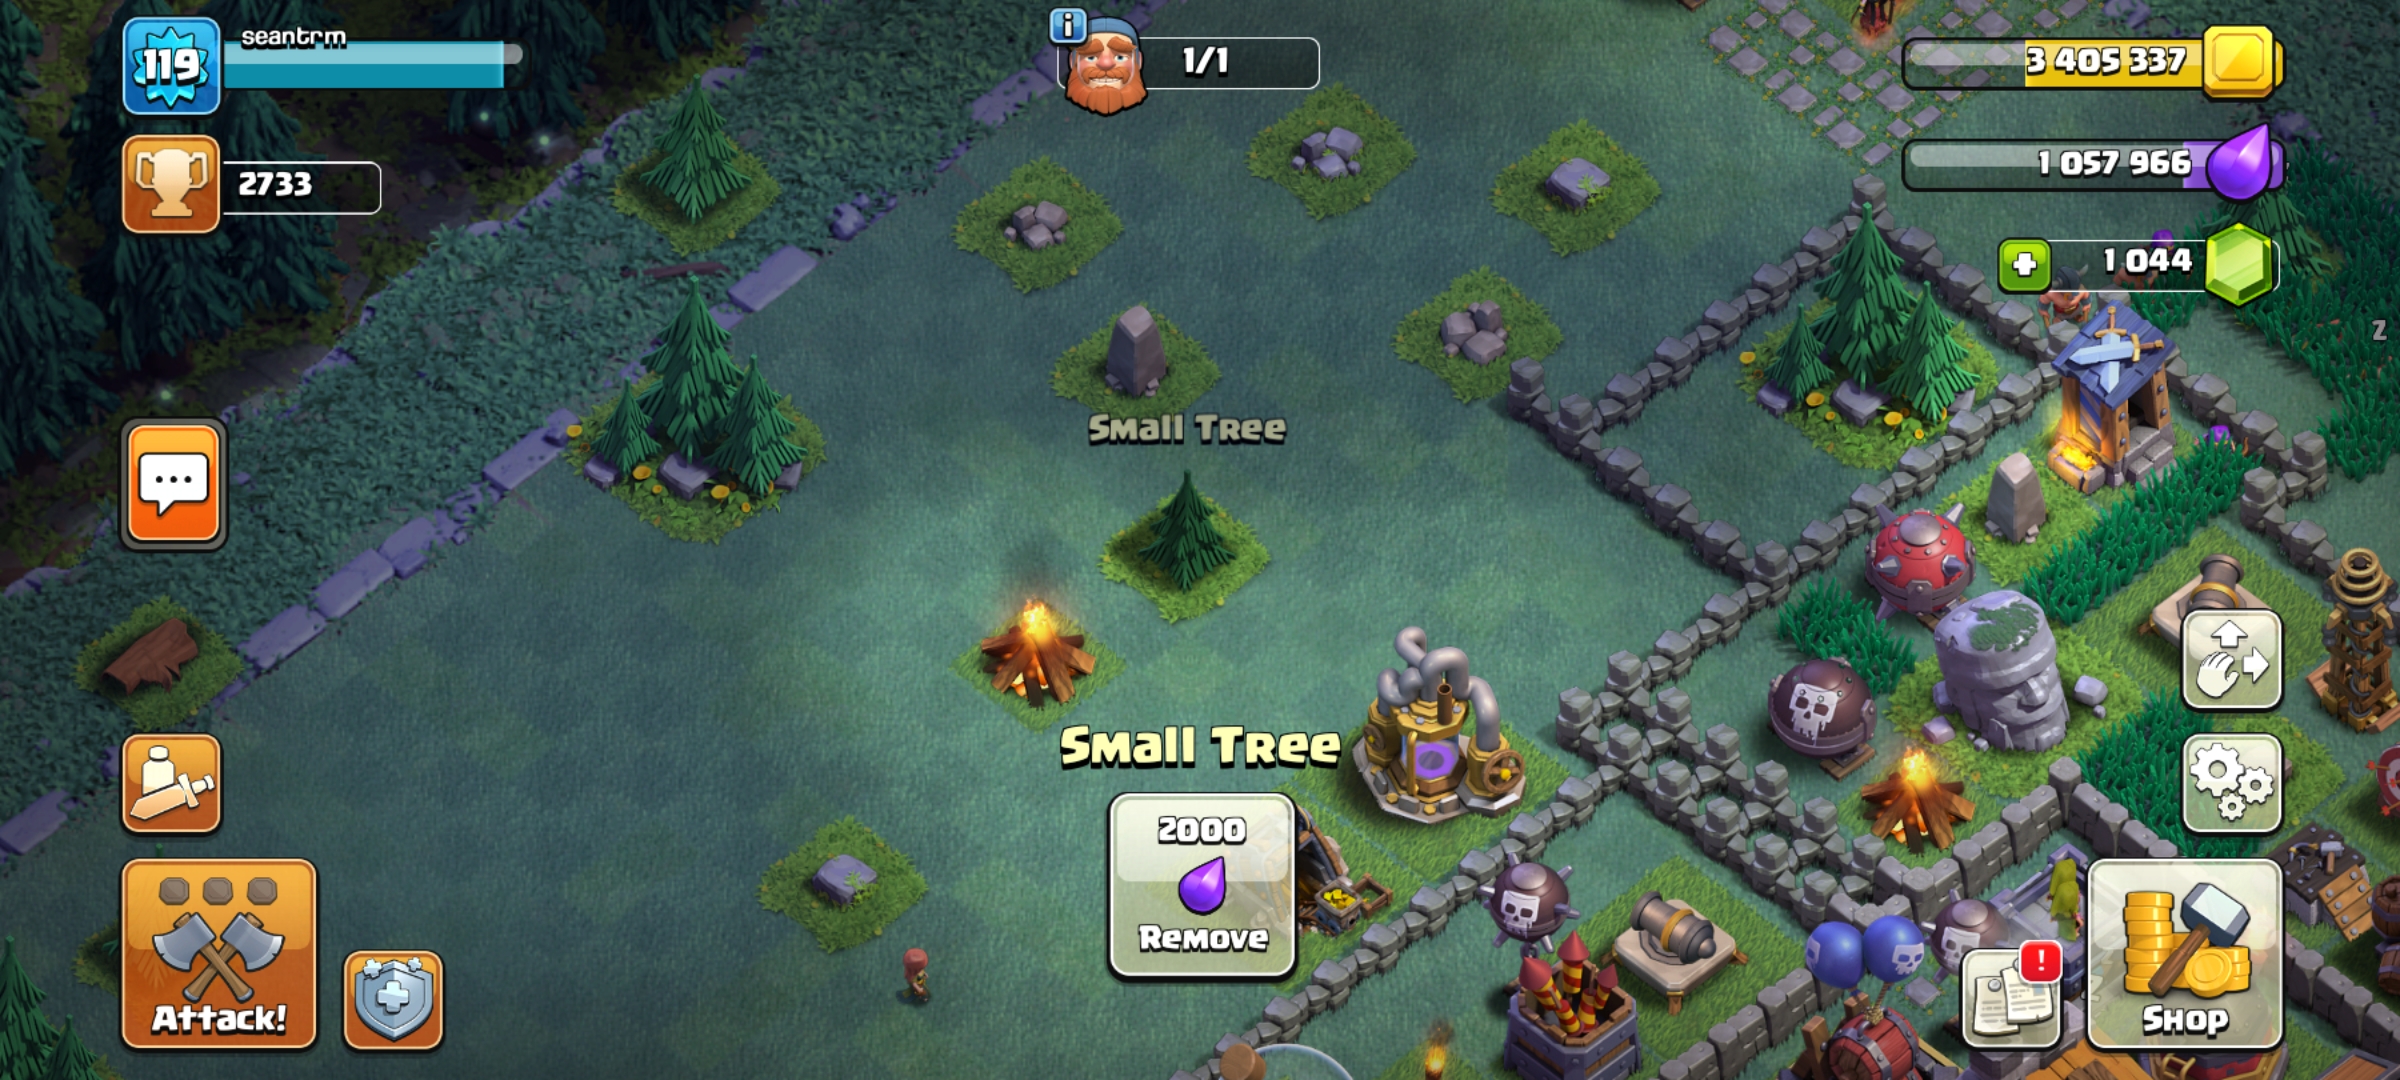 119
seantrm
i
1/1
3 405 337
2733
1 057 966
1 044
Z
Small Tree
Small Tree
2000
Remove
Attack!
!
Shop